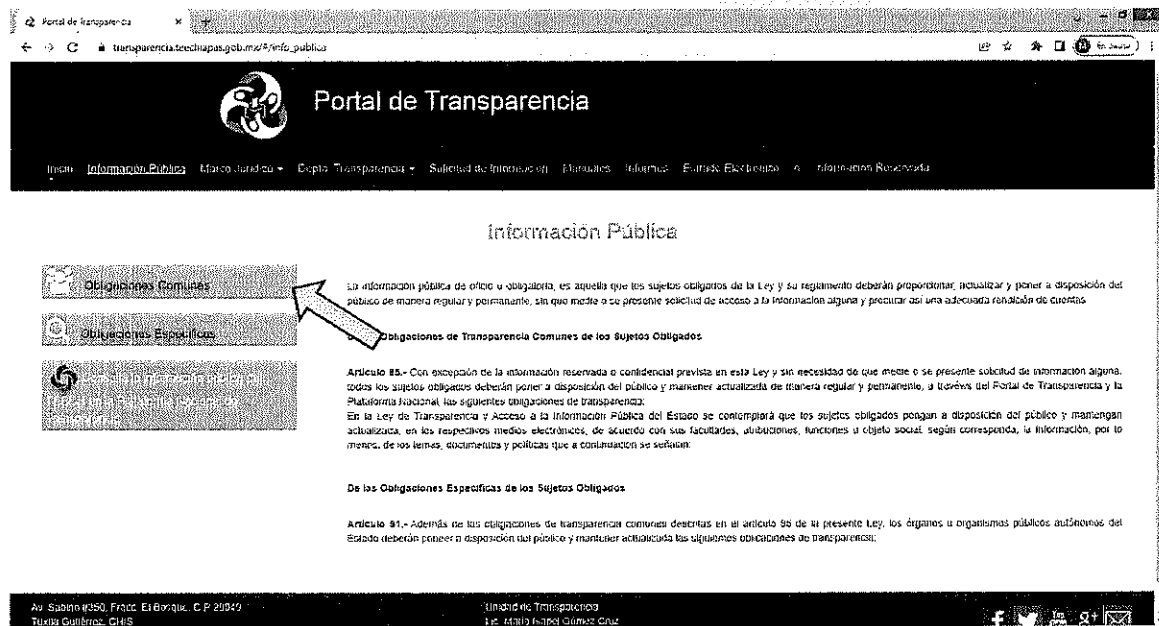 Portal de transparencia
transparencia.teechiapas.gob.mx/#/info_publica
Portal de Transparencia
Inicio Información Pública Marco Jurídico Depto. Transparencia Solicitud de Información Manuales Informes Estrado Electrónico Información Reservada
Información Pública
Obligaciones Comunes
Obligaciones Especificas
La información pública de oficio u obligatoria, es aquella que los sujetos obligados de la Ley y su reglamento deberán proporcionar, actualizar y poner a disposición del
público de manera regular y permanente, sin que medie o se presente solicitud de acceso a la información alguna y procurar así una adecuada rendición de cuentas
Obligaciones de Transparencia Comunes de los Sujetos Obligados
Artículo 85.- Con excepción de la información reservada o confidencial prevista en esta Ley y sin necesidad de que medie o se presente solicitud de información alguna,
todos los sujetos obligados deberán poner a disposición del público y mantener actualizada de manera regular y permanente, a través del Portal de Transparencia y la
Plataforma Nacional, las siguientes obligaciones de transparencia:
En la Ley de Transparencia y Acceso a la Información Pública del Estado se contemplará que los sujetos obligados pongan a disposición del público y mantengan
actualizada, en los respectivos medios electrónicos, de acuerdo con sus facultades, atribuciones, funciones u objeto social, según corresponda, la información, por lo
menos, de los temas, documentos y políticas que a continuación se señalan:
De las Obligaciones Especificas de los Sujetos Obligados
Artículo 91.- Además de las obligaciones de transparencia comunes descritas en el artículo 85 de la presente Ley, los órganos u organismos públicos autónomos del
Estado deberán poneer a disposición del público y mantener actualizada las siguientes obligaciones de transparencia:
Av. Sabino #350, Fracc. El Bosque, C.P 29049
Tuxtla Gutiérrez, CHIS
Unidad de Transparencia
Lic. María Isabel Gómez Cruz